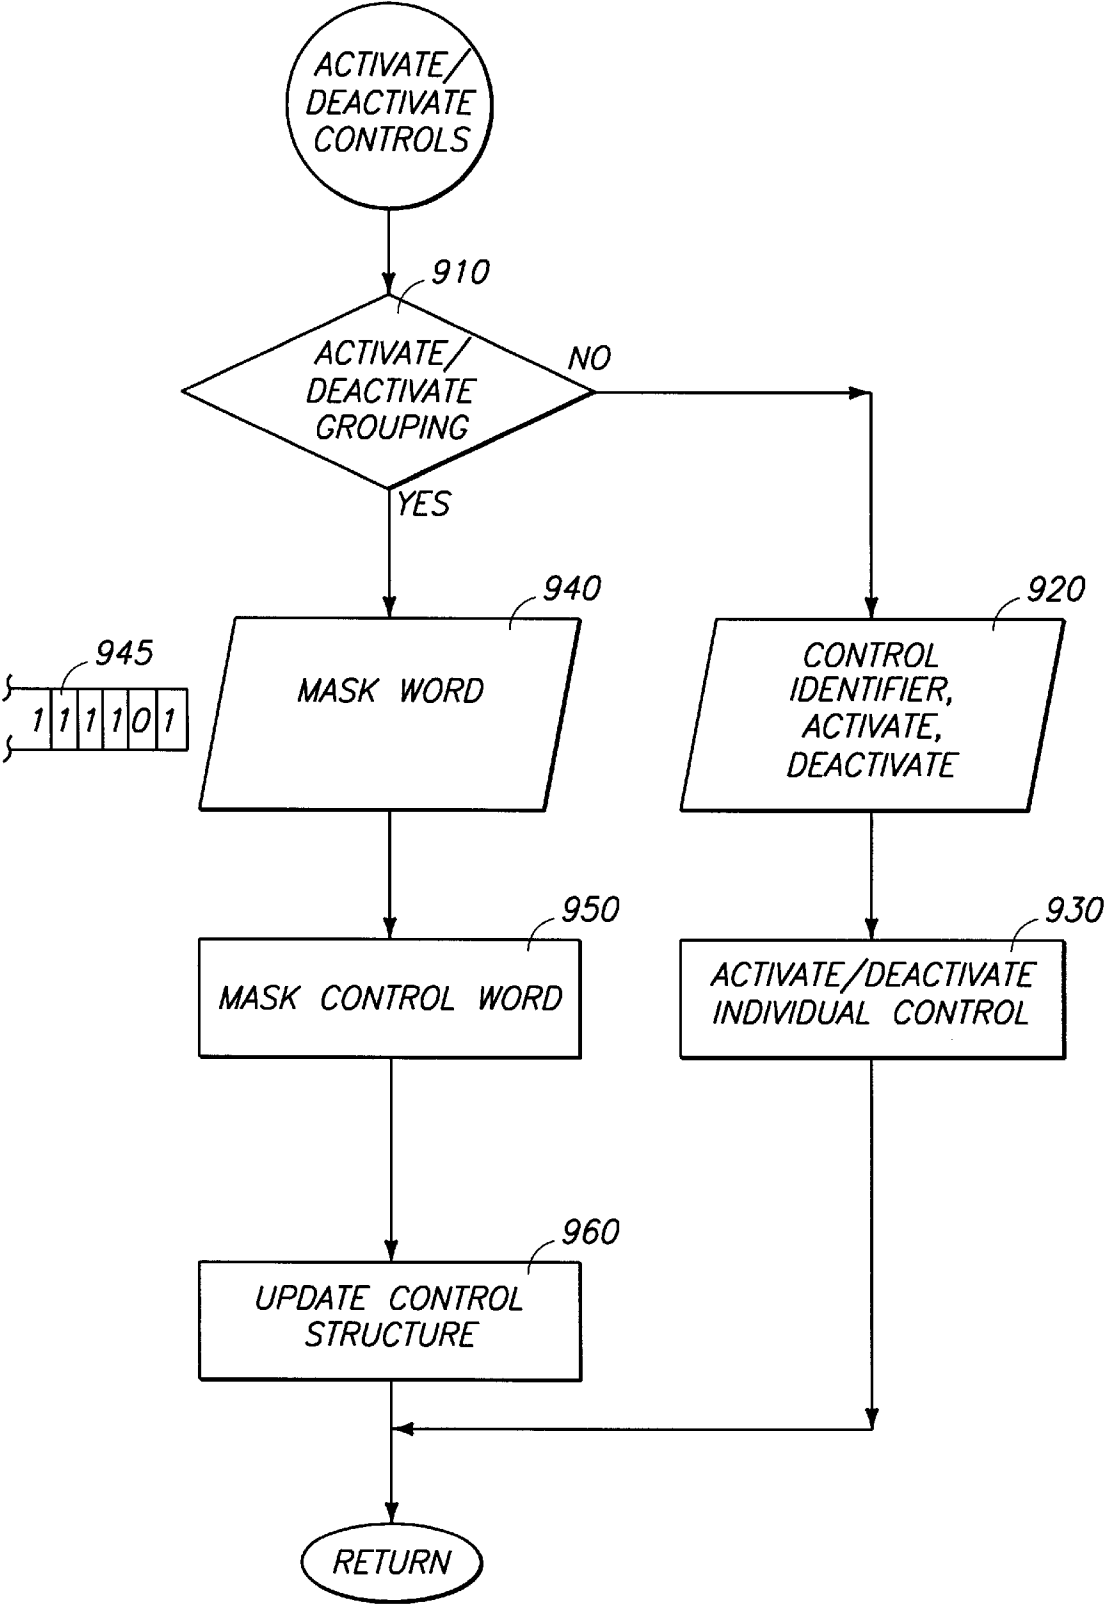 ACTIVATE/
DEACTIVATE
CONTROLS
910
ACTIVATE/
DEACTIVATE
GROUPING
NO
YES
940
MASK WORD
945
1 1 1 1 0 1
920
CONTROL
IDENTIFIER,
ACTIVATE,
DEACTIVATE
950
MASK CONTROL WORD
930
ACTIVATE/DEACTIVATE
INDIVIDUAL CONTROL
960
UPDATE CONTROL
STRUCTURE
RETURN